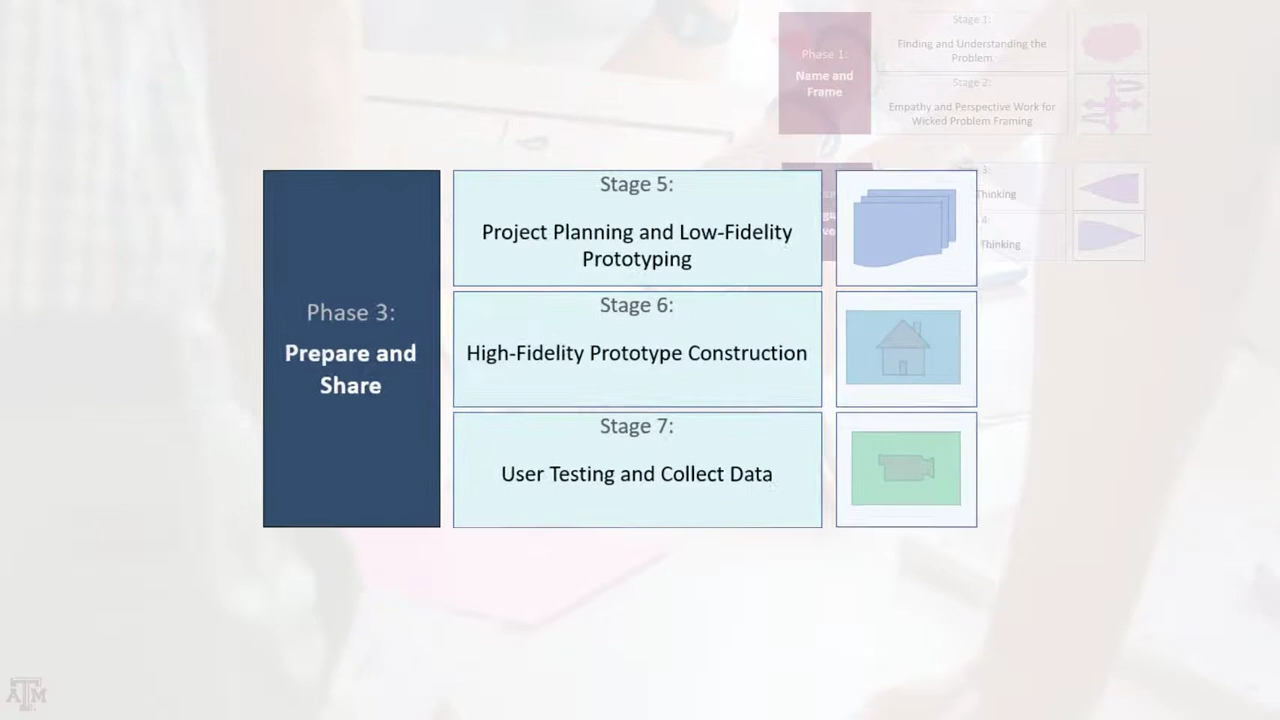 Stage 1:
Finding and Understanding the
Problem
Phase 1:
Name and
Frame
Stage 2:
Empathy and Perspective Work for
Wicked Problem Framing
Thinking
4:
Thinking
Phase 3:
Prepare and
Share
Stage 5:
Project Planning and Low-Fidelity
Prototyping
Stage 6:
High-Fidelity Prototype Construction
Stage 7:
User Testing and Collect Data
ATM